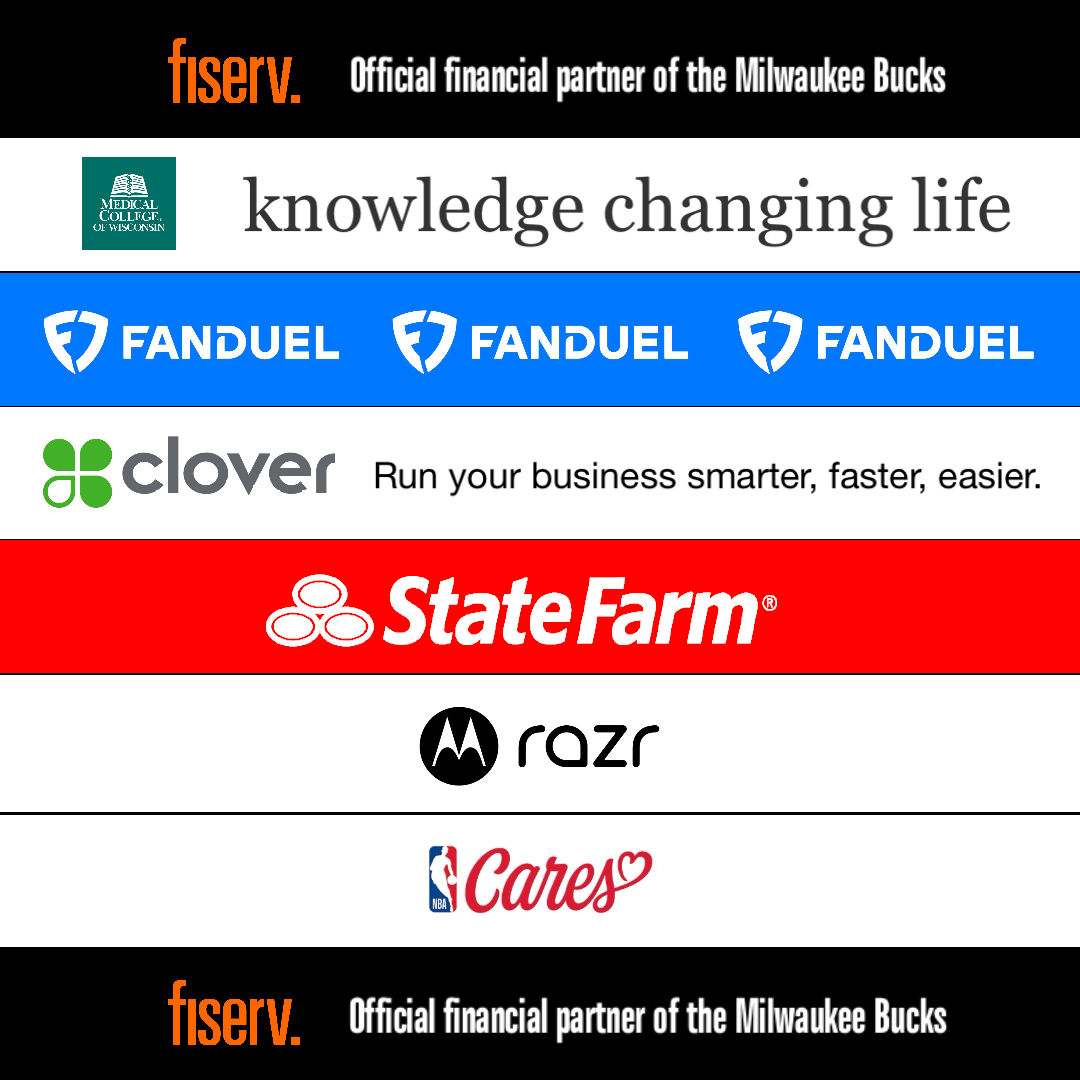 fiserv. Official financial partner of the Milwaukee Bucks
MEDICAL
COLLEGE
OF WISCONSIN
knowledge changing life
FANDUEL FANDUEL FANDUEL
clover Run your business smarter, faster, easier.
StateFarm®
razr
NBA Cares
fiserv. Official financial partner of the Milwaukee Bucks